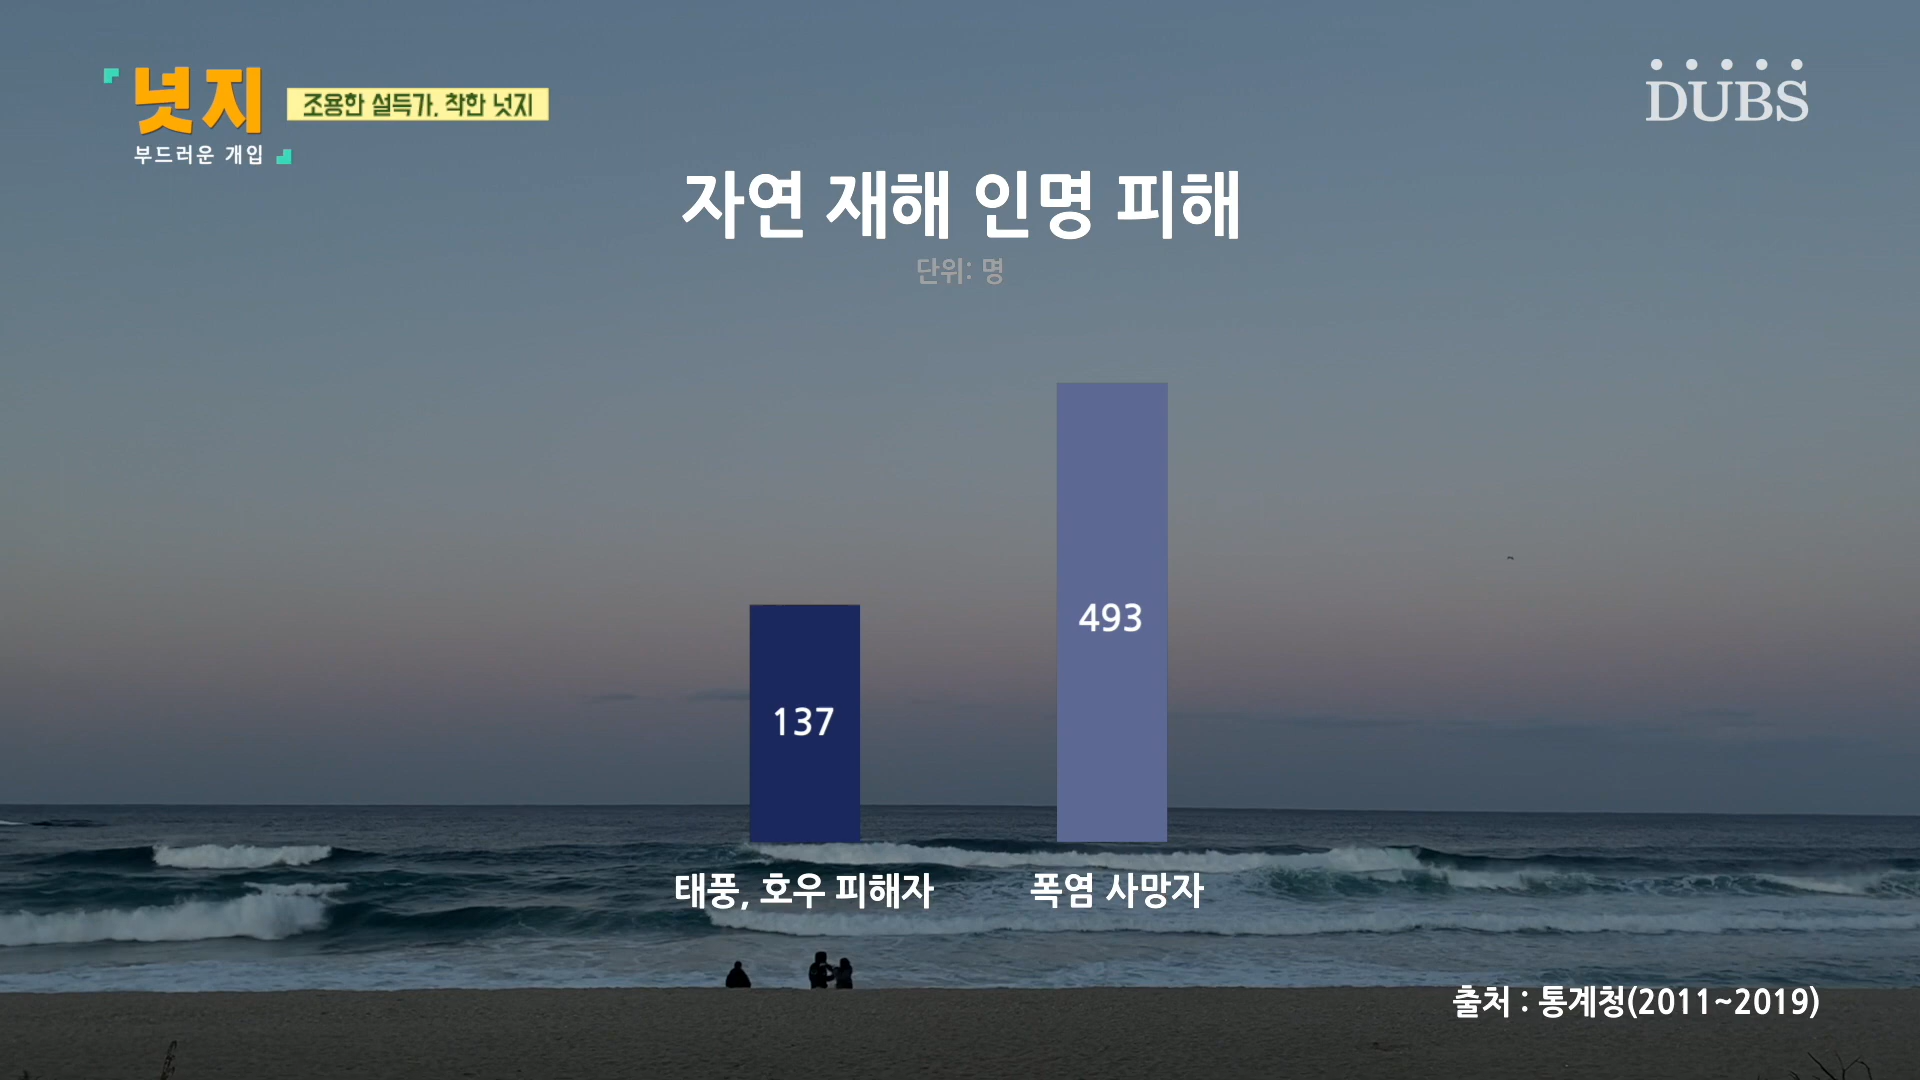 넛지
부드러운 개입
조용한 설득가, 착한 넛지
DUBS
자연 재해 인명 피해
단위: 명
137
493
태풍, 호우 피해자
폭염 사망자
출처 : 통계청(2011~2019)